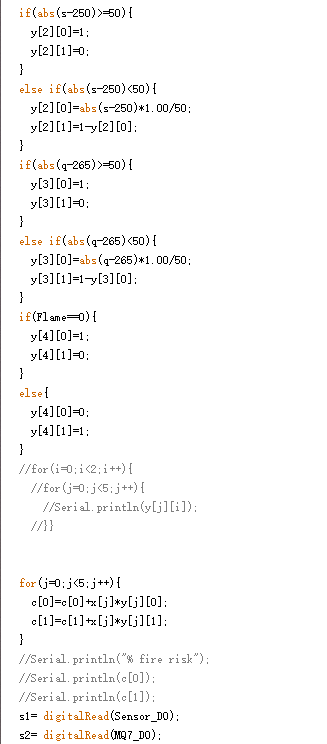 if(abs(s-250)>=50){
y[2][0]=1;
y[2][1]=0;
}
else if(abs(s-250)<50){
y[2][0]=abs(s-250)*1.00/50;
y[2][1]=1-y[2][0];
}
if(abs(q-265)>=50){
y[3][0]=1;
y[3][1]=0;
}
else if(abs(q-265)<50){
y[3][0]=abs(q-265)*1.00/50;
y[3][1]=1-y[3][0];
}
if(Flame==0){
y[4][0]=1;
y[4][1]=0;
}
else{
y[4][0]=0;
y[4][1]=1;
}
//for(i=0;i<2;i++){
//for(j=0;j<5;j++){
//Serial.println(y[j][i]);
//}}
for(j=0;j<5;j++){
c[0]=c[0]+x[j]*y[j][0];
c[1]=c[1]+x[j]*y[j][1];
}
//Serial.println("% fire risk");
//Serial.println(c[0]);
//Serial.println(c[1]);
s1= digitalRead(Sensor_DO);
s2= digitalRead(MQ7_DO);